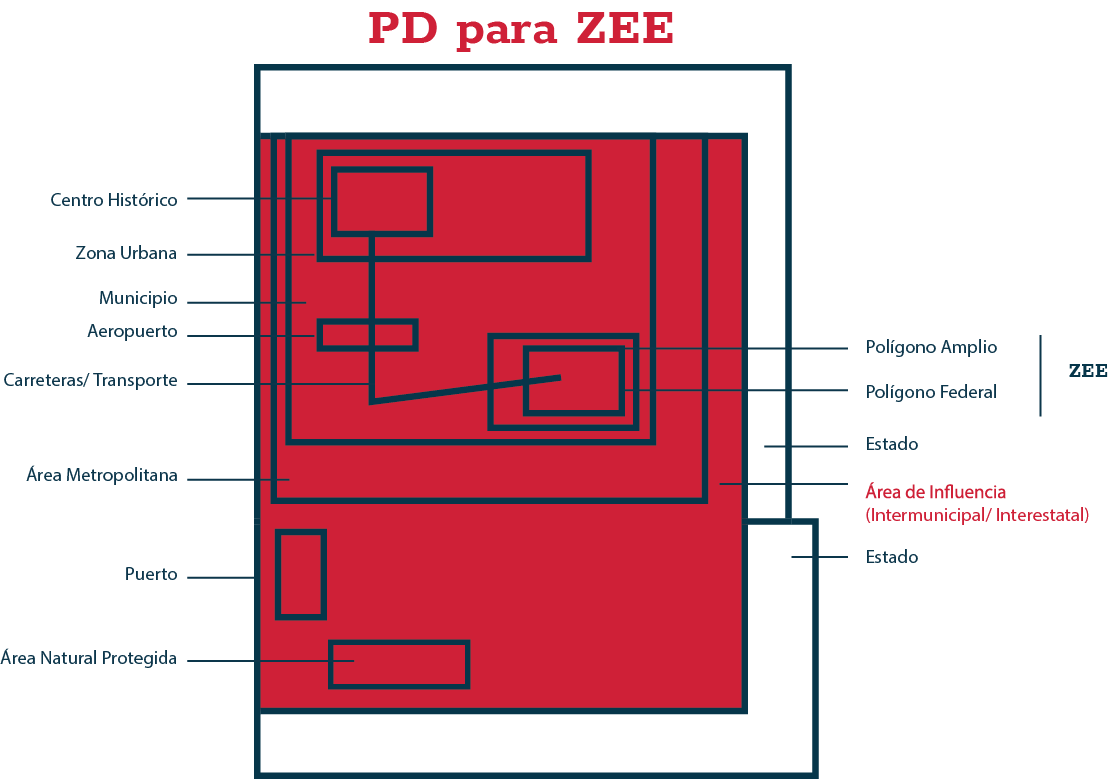 PD para ZEE
Centro Histórico
Zona Urbana
Municipio
Aeropuerto
Carreteras/ Transporte
Área Metropolitana
Puerto
Área Natural Protegida
Polígono Amplio
Polígono Federal
ZEE
Estado
Área de Influencia
(Intermunicipal/ Interestatal)
Estado